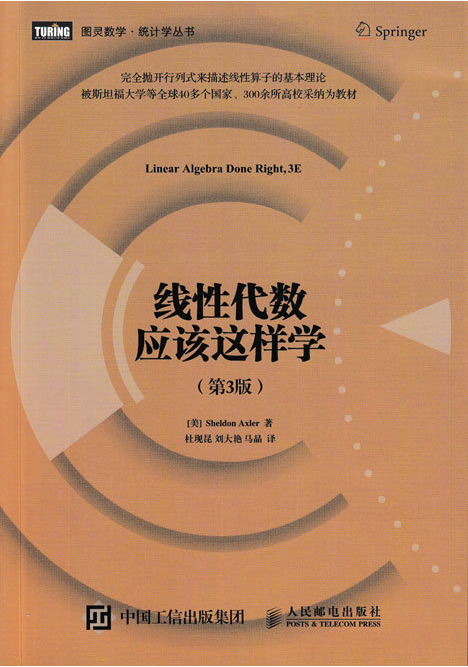 TURING 图灵数学·统计学丛书
Springer
完全抛开行列式来描述线性算子的基本理论
被斯坦福大学等全球40多个国家、300余所高校采纳为教材
Linear Algebra Done Right,3E
线性代数
应该这样学
(第3版)
[美] Sheldon Axler 著
杜现昆 刘大艳 马晶 译
中国工信出版集团
人民邮电出版社
POSTS & TELECOM PRESS